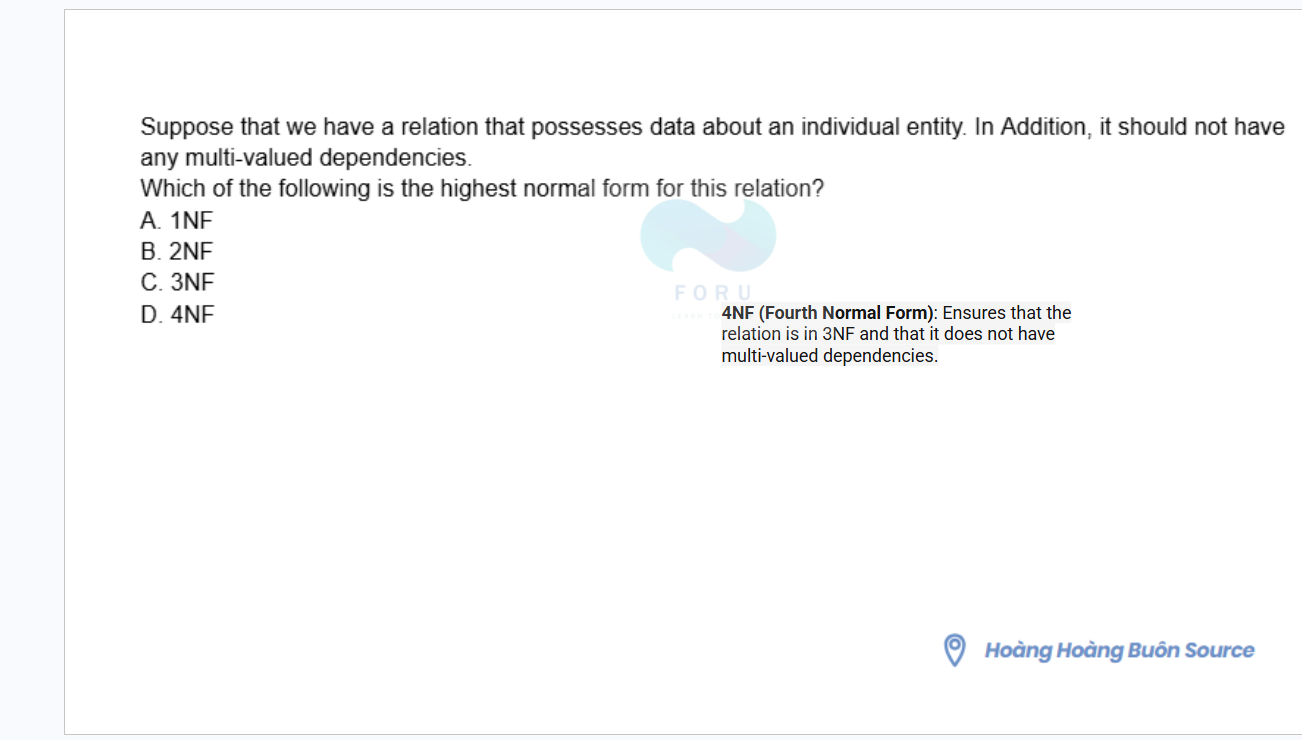 Suppose that we have a relation that possesses data about an individual entity. In Addition, it should not have
any multi-valued dependencies.
Which of the following is the highest normal form for this relation?
A. 1NF
B. 2NF
C. 3NF
D. 4NF
FORU
4NF (Fourth Normal Form): Ensures that the
relation is in 3NF and that it does not have
multi-valued dependencies.
Hoàng Hoàng Buôn Source